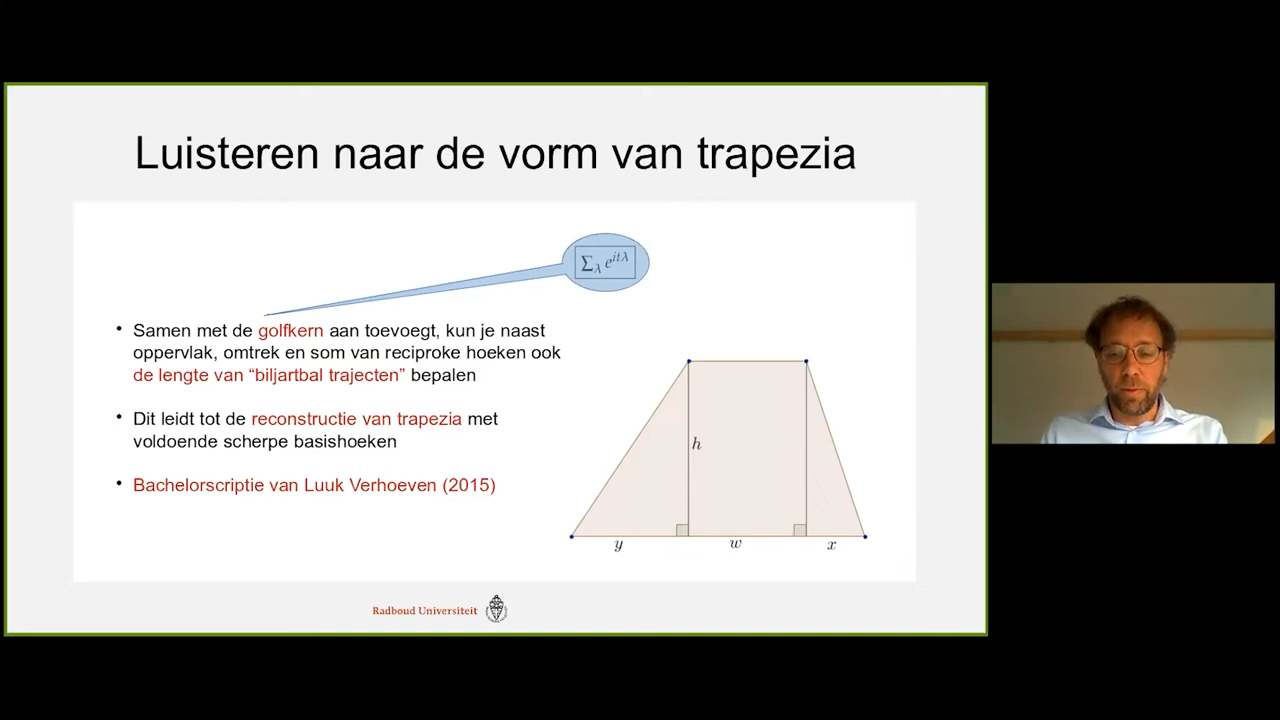 Luisteren naar de vorm van trapezia
∑λ e^{itλ}
• Samen met de golfkern aan toevoegt, kun je naast
oppervlak, omtrek en som van reciproke hoeken ook
de lengte van “biljartbal trajecten” bepalen
• Dit leidt tot de reconstructie van trapezia met
voldoende scherpe basishoeken
• Bachelorscriptie van Luuk Verhoeven (2015)
h
y
w
x
Radboud Universiteit